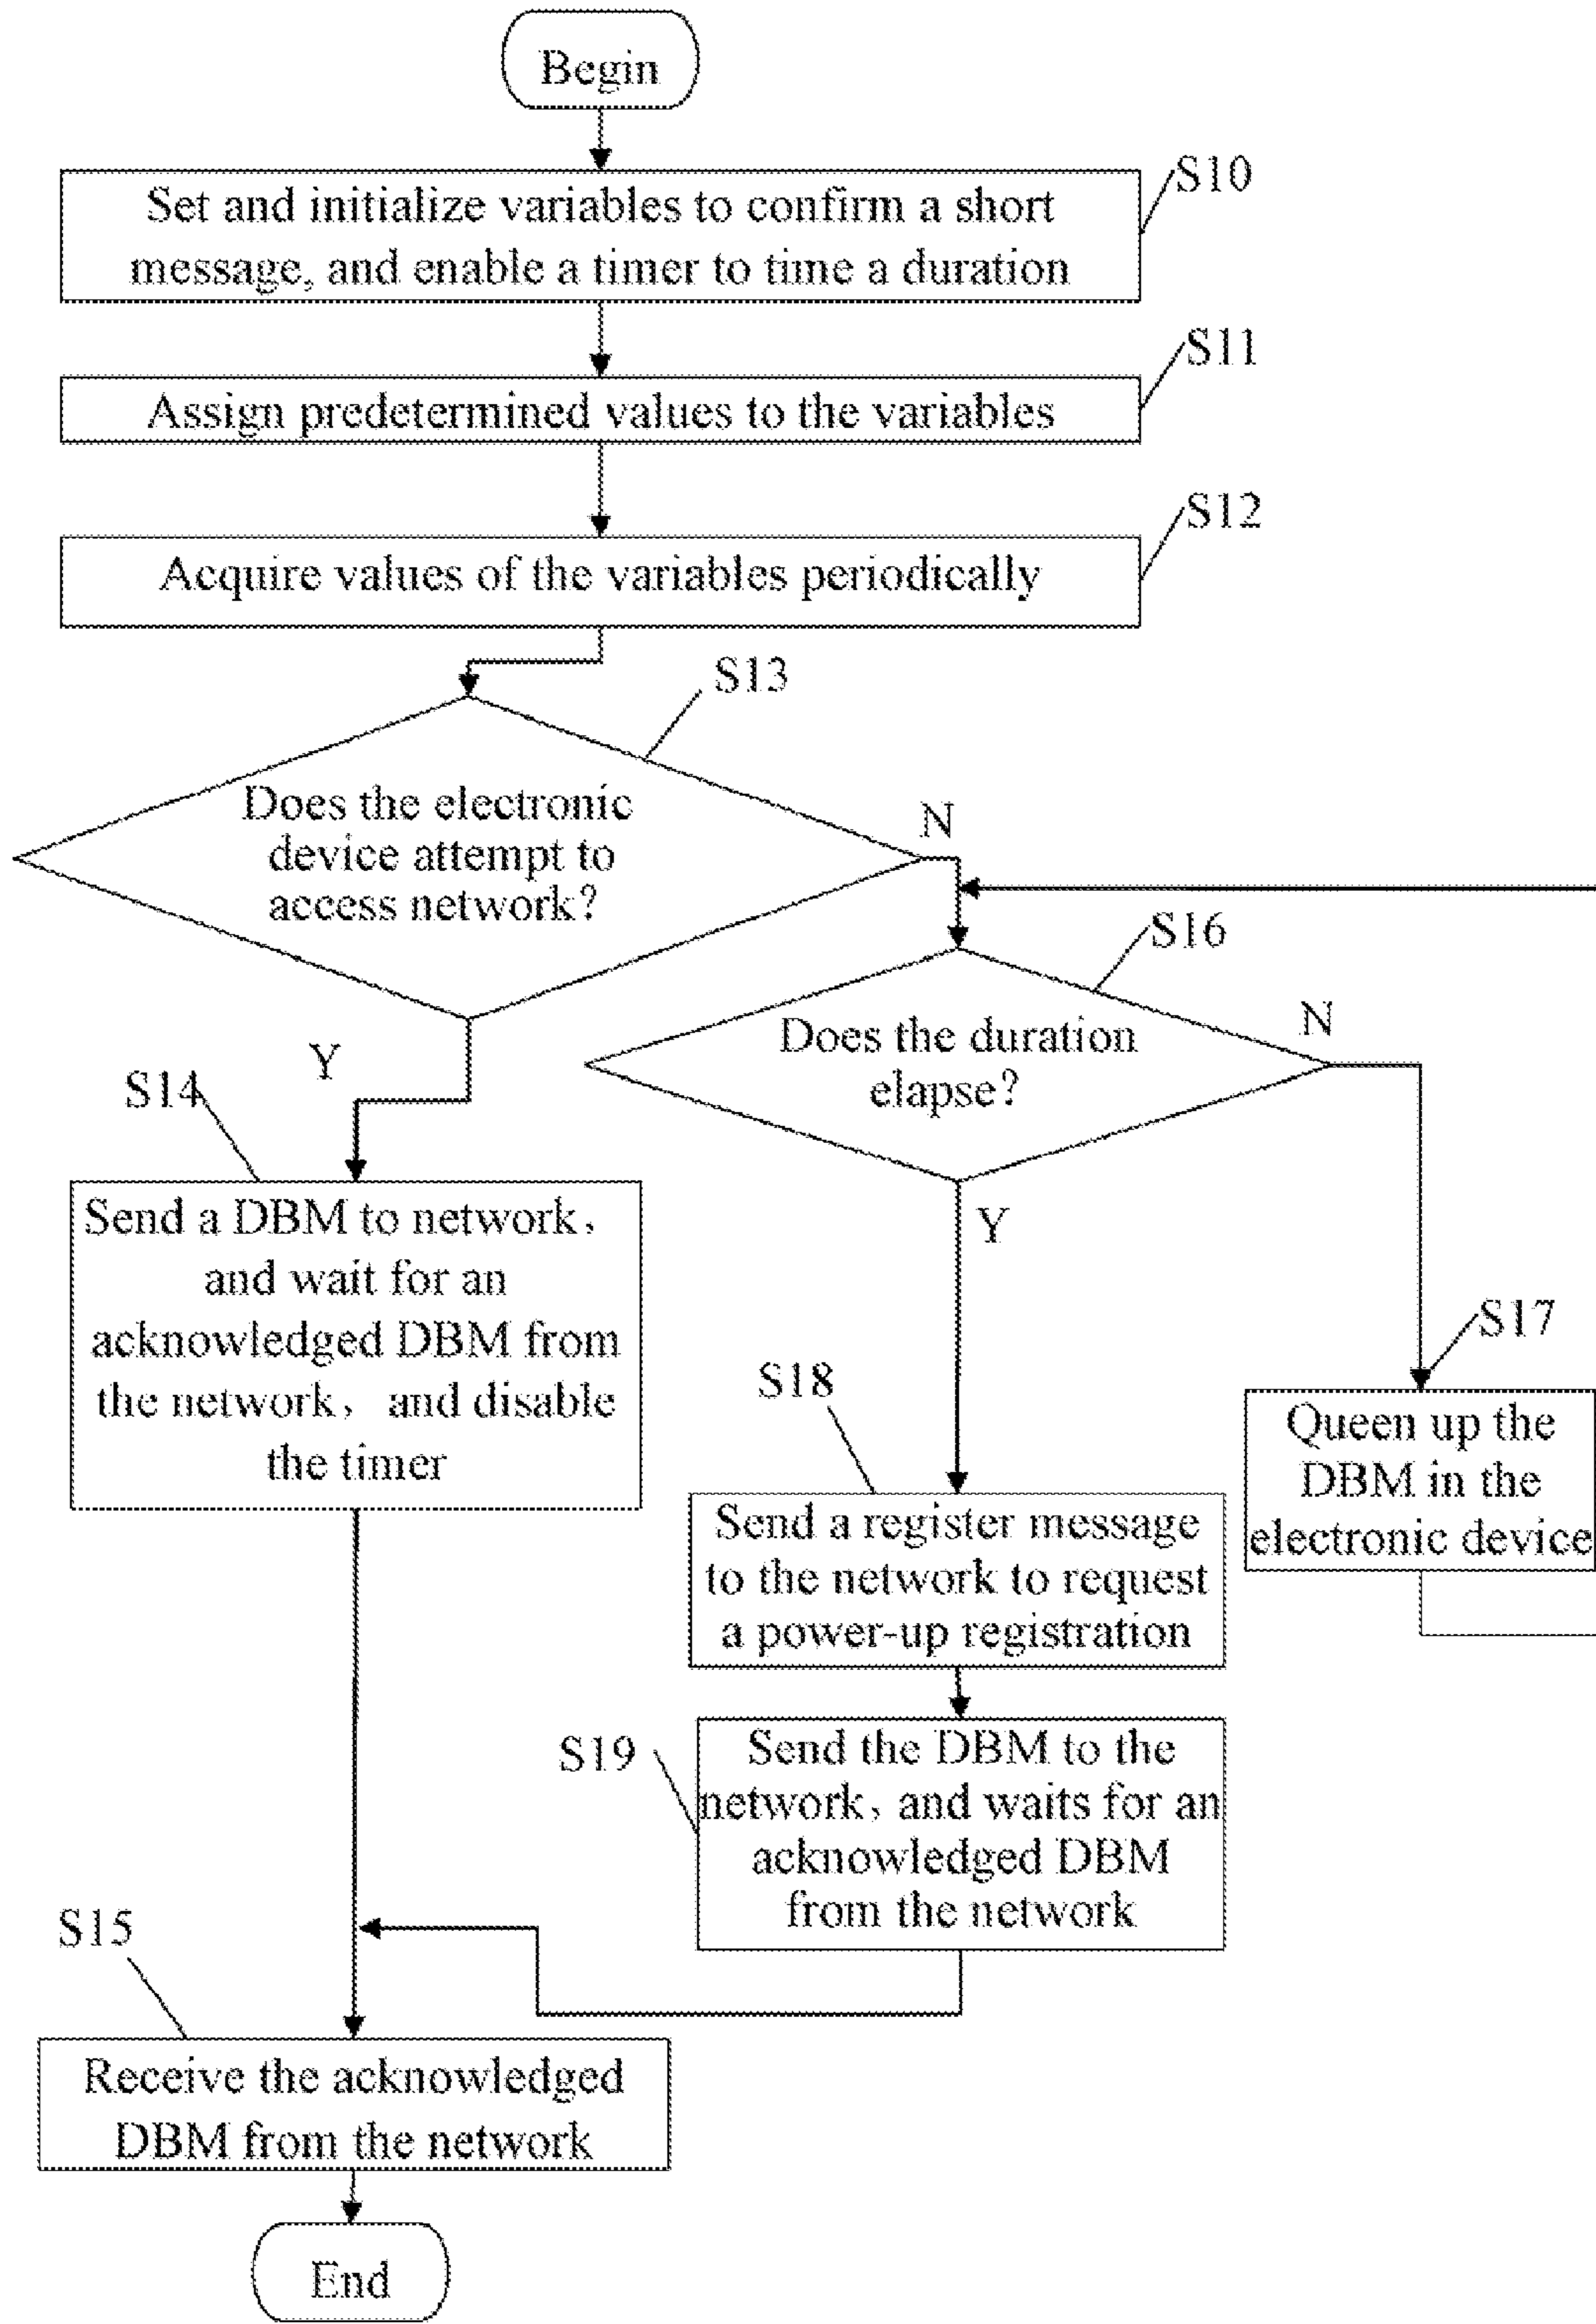 Begin
S10
Set and initialize variables to confirm a short
message, and enable a timer to time a duration
S11
Assign predetermined values to the variables
S12
Acquire values of the variables periodically
S13
Does the electronic
device attempt to
access network?
N
Y
S16
Does the duration
elapse?
N
Y
S14
Send a DBM to network,
and wait for an
acknowledged DBM from
the network, and disable
the timer
S17
Queen up the
DBM in the
electronic device
S18
Send a register message
to the network to request
a power-up registration
S19
Send the DBM to the
network, and waits for an
acknowledged DBM
from the network
S15
Receive the acknowledged
DBM from the network
End